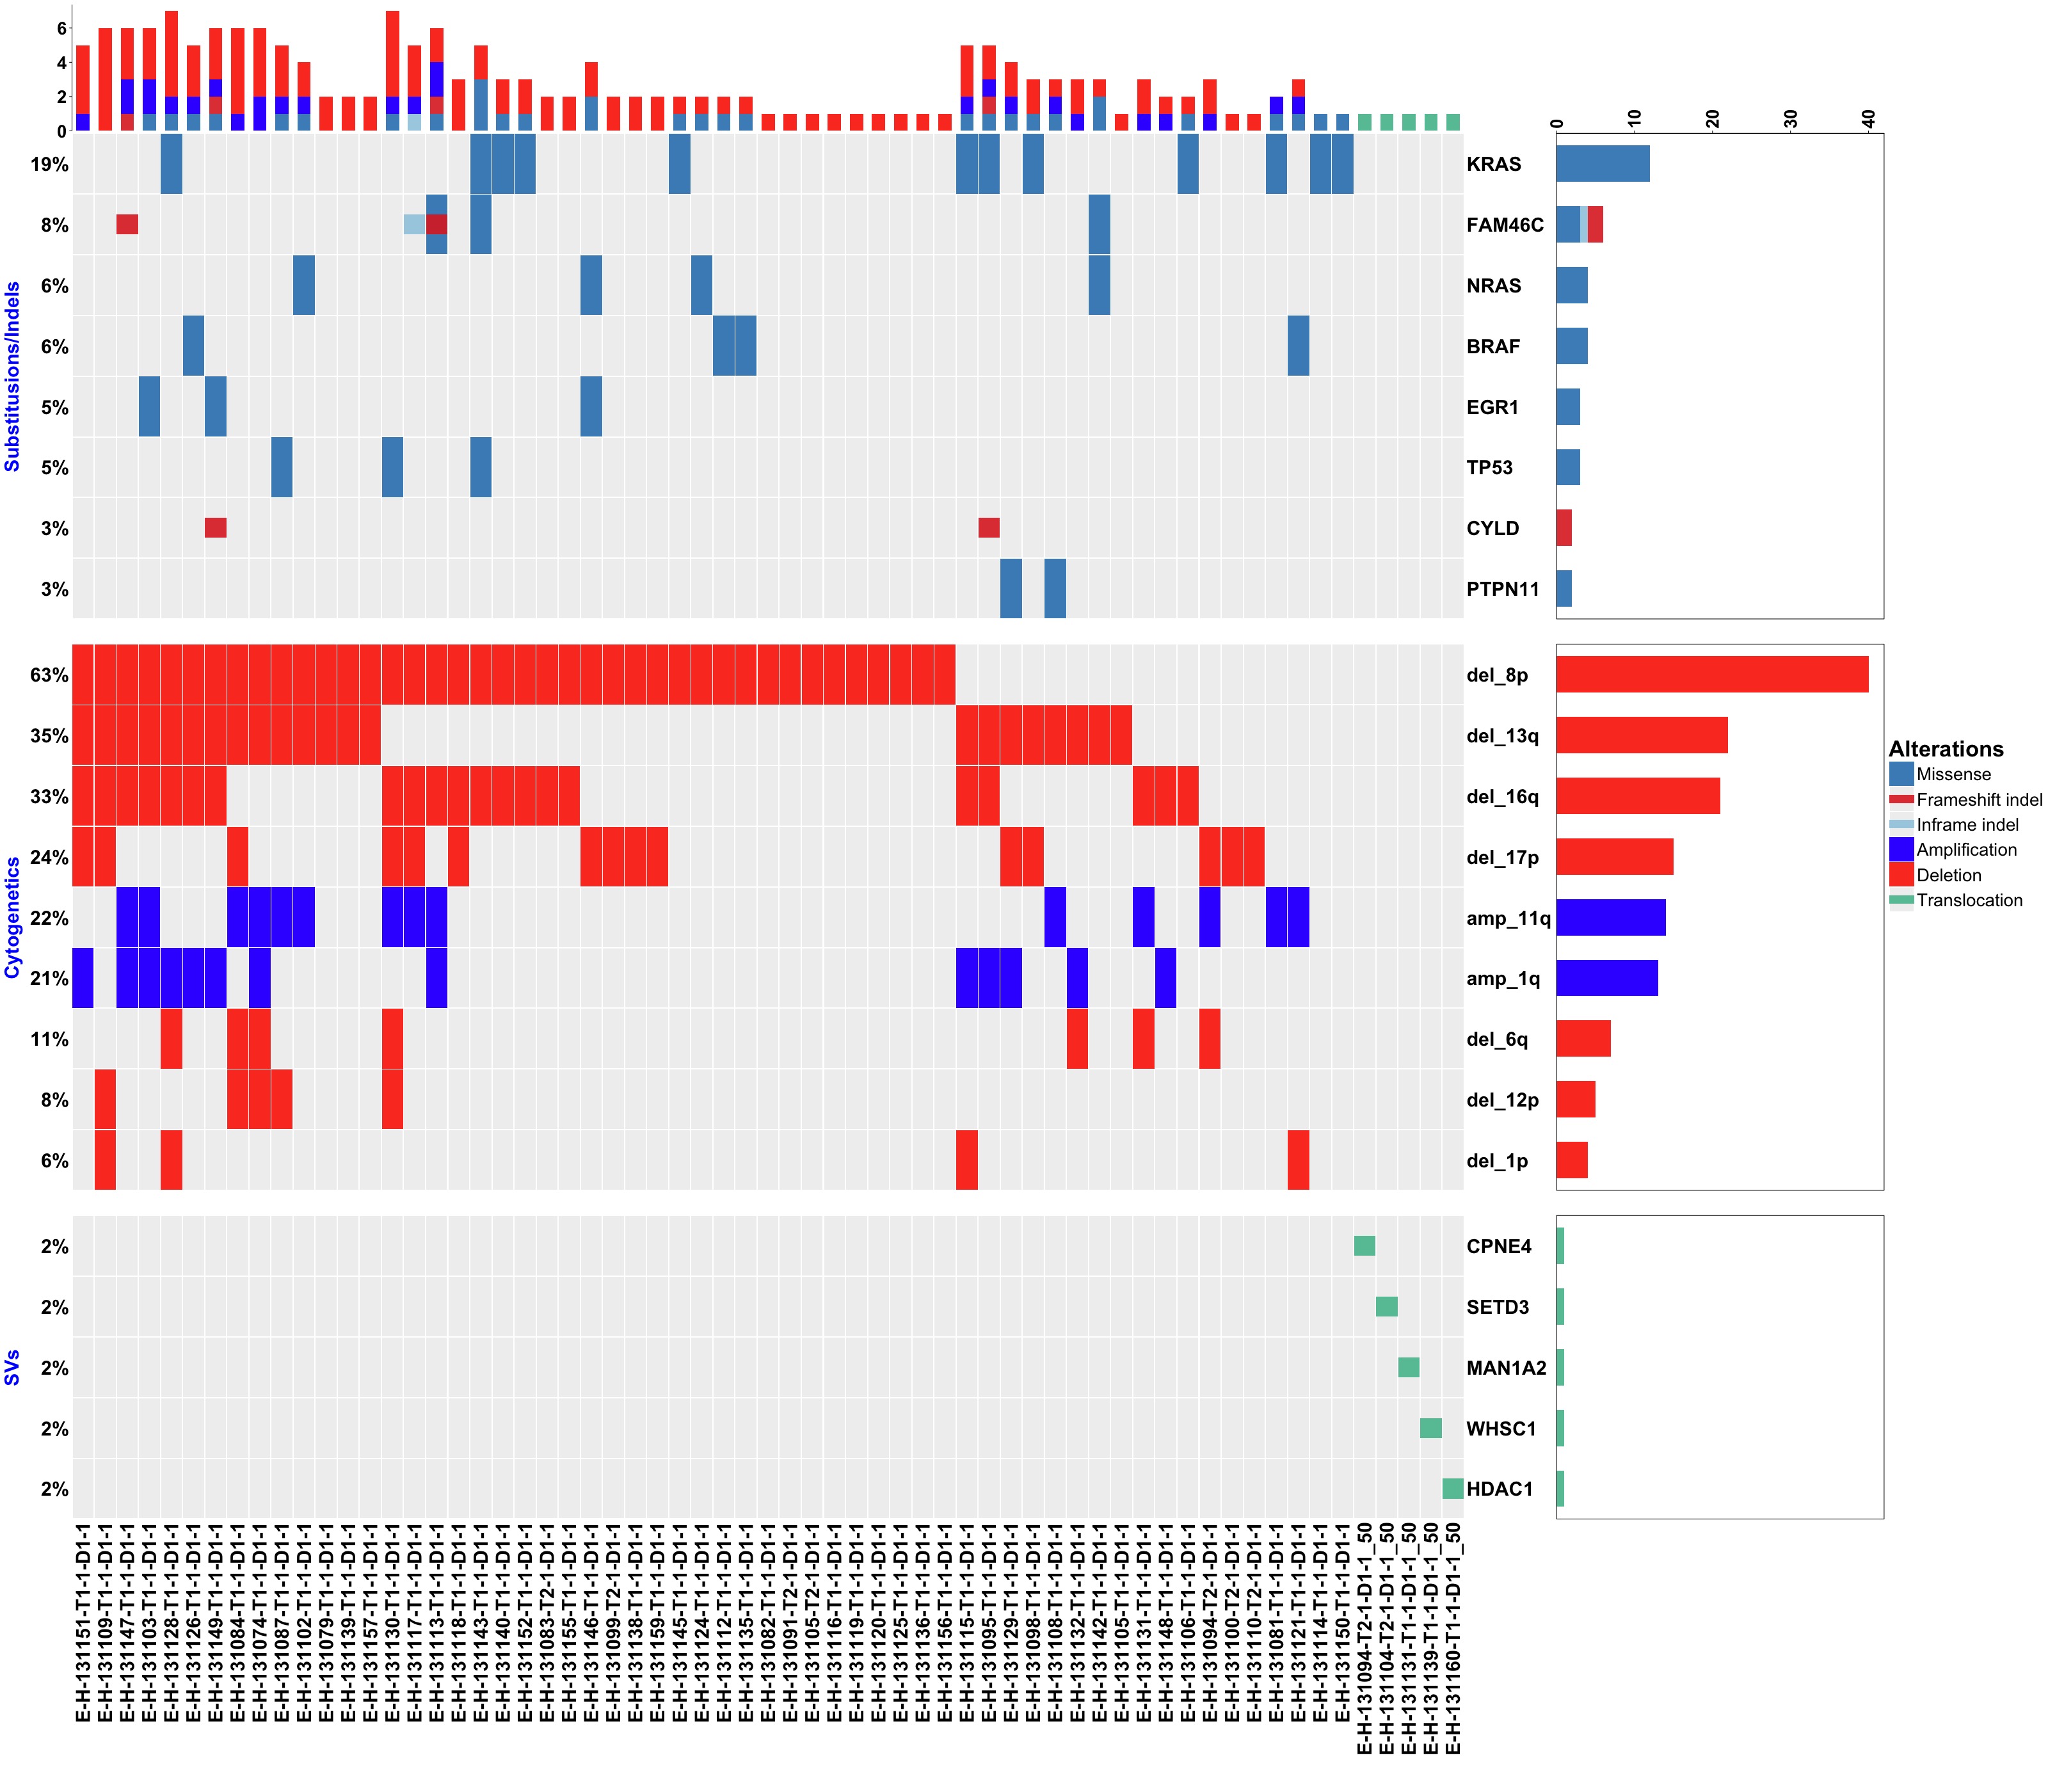 6
4
2
0
0
10
20
30
40
Substitusions/Indels
19% KRAS
8% FAM46C
6% NRAS
6% BRAF
5% EGR1
5% TP53
3% CYLD
3% PTPN11
Cytogenetics
63% del_8p
35% del_13q
33% del_16q
24% del_17p
22% amp_11q
21% amp_1q
11% del_6q
8% del_12p
6% del_1p
SVs
2% CPNE4
2% SETD3
2% MAN1A2
2% WHSC1
2% HDAC1
Alterations
Missense
Frameshift indel
Inframe indel
Amplification
Deletion
Translocation
E-H-131151-T1-1-D1-1
E-H-131109-T1-1-D1-1
E-H-131147-T1-1-D1-1
E-H-131103-T1-1-D1-1
E-H-131128-T1-1-D1-1
E-H-131126-T1-1-D1-1
E-H-131149-T1-1-D1-1
E-H-131084-T1-1-D1-1
E-H-131074-T1-1-D1-1
E-H-131087-T1-1-D1-1
E-H-131102-T1-1-D1-1
E-H-131079-T1-1-D1-1
E-H-131139-T1-1-D1-1
E-H-131157-T1-1-D1-1
E-H-131130-T1-1-D1-1
E-H-131117-T1-1-D1-1
E-H-131113-T1-1-D1-1
E-H-131118-T1-1-D1-1
E-H-131143-T1-1-D1-1
E-H-131140-T1-1-D1-1
E-H-131152-T1-1-D1-1
E-H-131083-T2-1-D1-1
E-H-131155-T1-1-D1-1
E-H-131146-T1-1-D1-1
E-H-131099-T2-1-D1-1
E-H-131138-T1-1-D1-1
E-H-131159-T1-1-D1-1
E-H-131145-T1-1-D1-1
E-H-131124-T1-1-D1-1
E-H-131112-T1-1-D1-1
E-H-131135-T1-1-D1-1
E-H-131082-T1-1-D1-1
E-H-131091-T2-1-D1-1
E-H-131105-T2-1-D1-1
E-H-131116-T1-1-D1-1
E-H-131119-T1-1-D1-1
E-H-131120-T1-1-D1-1
E-H-131125-T1-1-D1-1
E-H-131136-T1-1-D1-1
E-H-131156-T1-1-D1-1
E-H-131115-T1-1-D1-1
E-H-131095-T1-1-D1-1
E-H-131129-T1-1-D1-1
E-H-131098-T1-1-D1-1
E-H-131108-T1-1-D1-1
E-H-131132-T1-1-D1-1
E-H-131142-T1-1-D1-1
E-H-131105-T1-1-D1-1
E-H-131131-T1-1-D1-1
E-H-131148-T1-1-D1-1
E-H-131106-T1-1-D1-1
E-H-131094-T2-1-D1-1
E-H-131100-T2-1-D1-1
E-H-131110-T2-1-D1-1
E-H-131081-T1-1-D1-1
E-H-131121-T1-1-D1-1
E-H-131114-T1-1-D1-1
E-H-131150-T1-1-D1-1
E-H-131094-T2-1-D1-1_50
E-H-131104-T2-1-D1-1_50
E-H-131131-T1-1-D1-1_50
E-H-131139-T1-1-D1-1_50
E-H-131160-T1-1-D1-1_50